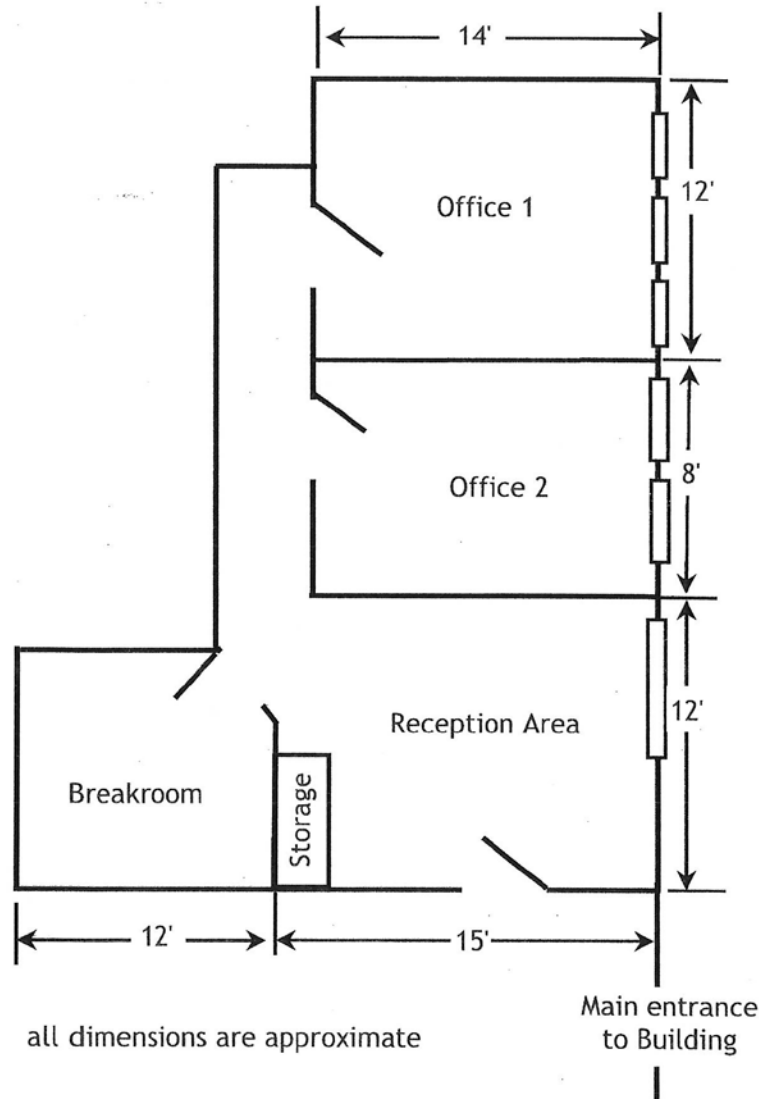 14'
12'
Office 1
8'
Office 2
12'
Reception Area
Breakroom
Storage
12'
15'
all dimensions are approximate
Main entrance
to Building